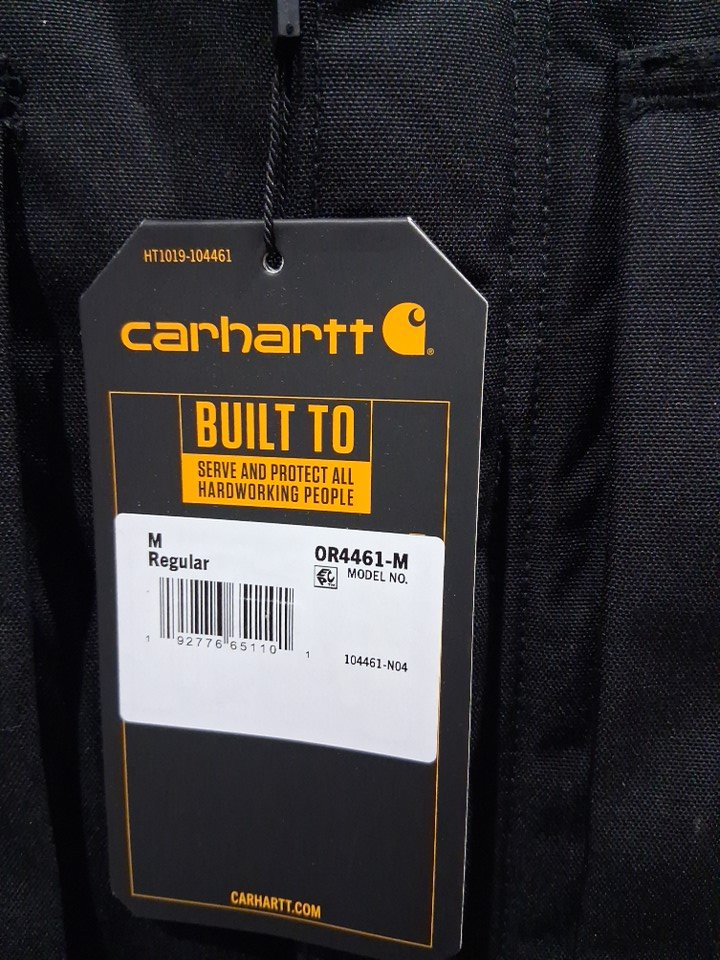 HT1019-104461
carhartt
BUILT TO
SERVE AND PROTECT ALL
HARDWORKING PEOPLE
M
Regular
OR4461-M
MODEL NO.
1 92776 65110 1
104461-N04
CARHARTT.COM